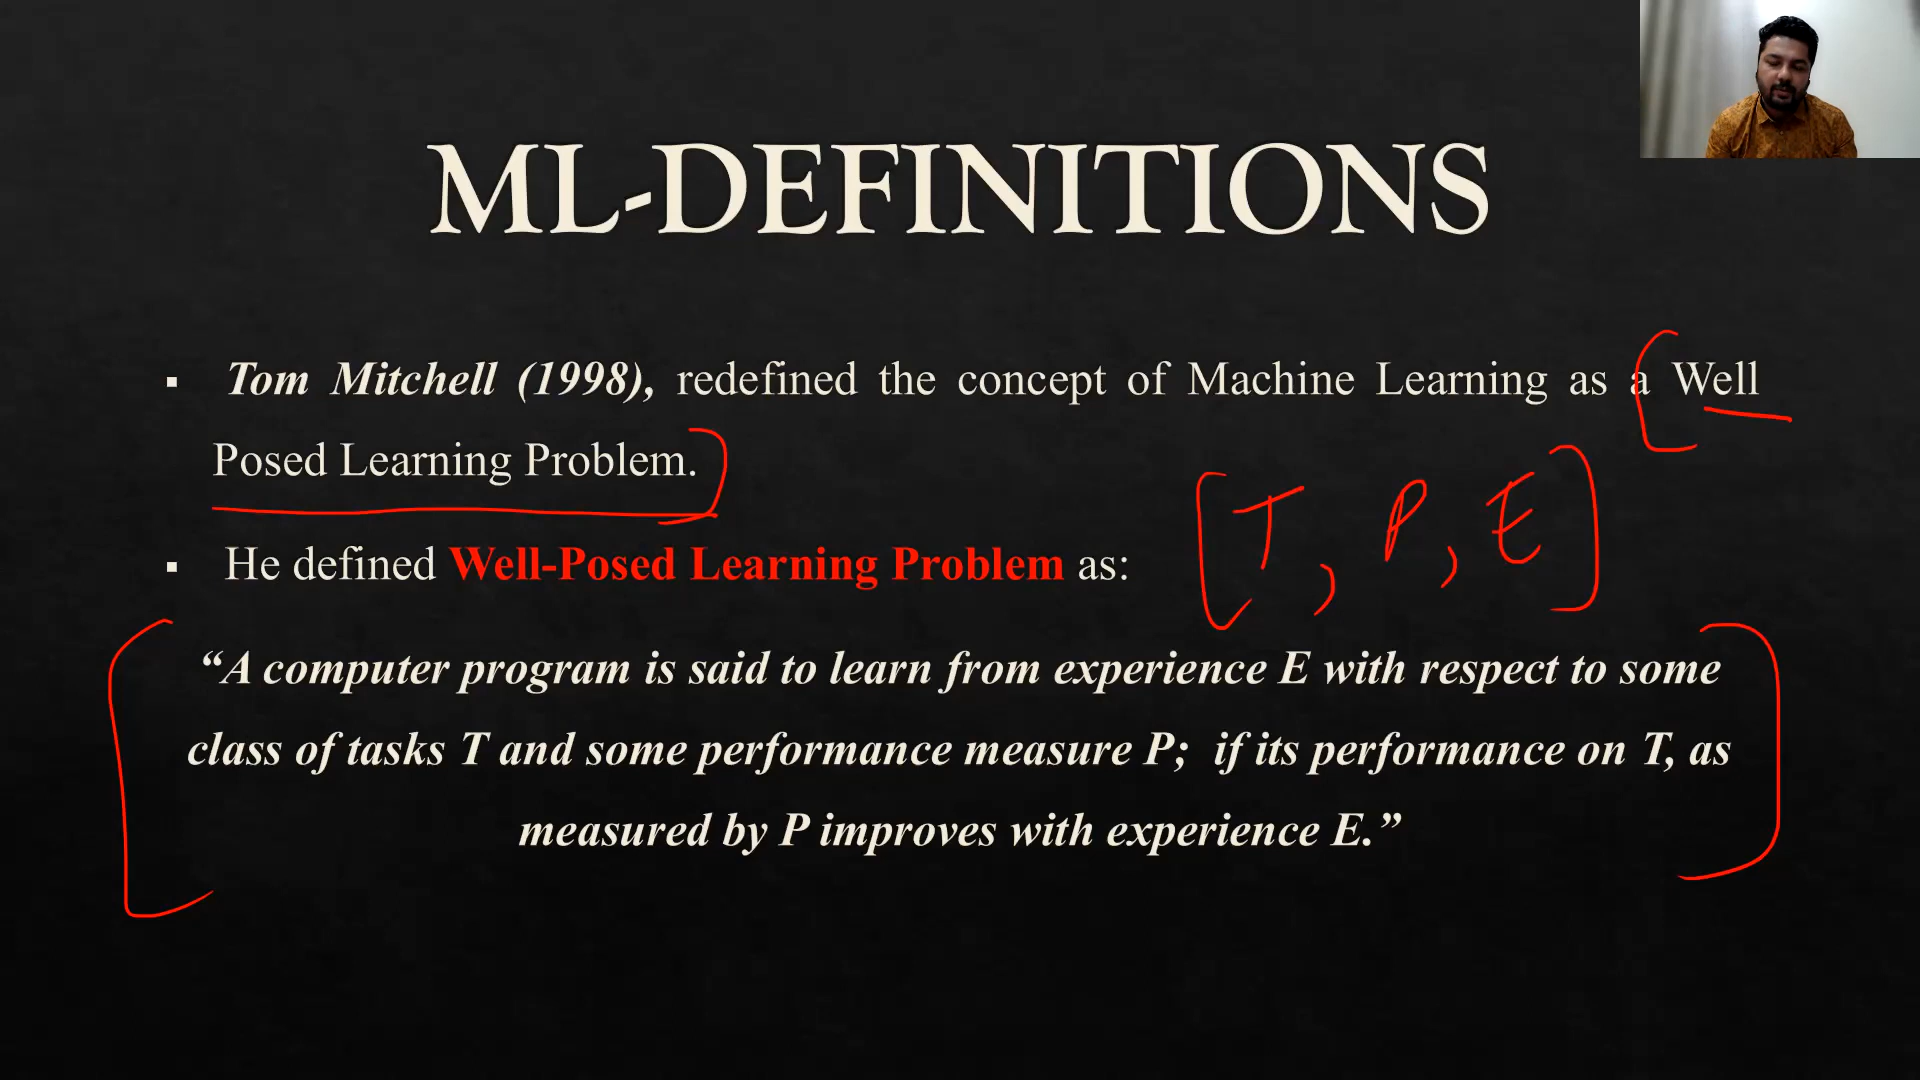 ML-DEFINITIONS
▪ Tom Mitchell (1998), redefined the concept of Machine Learning as a Well
Posed Learning Problem.
[T, P, E]
▪ He defined Well-Posed Learning Problem as:
“A computer program is said to learn from experience E with respect to some
class of tasks T and some performance measure P; if its performance on T, as
measured by P improves with experience E.”